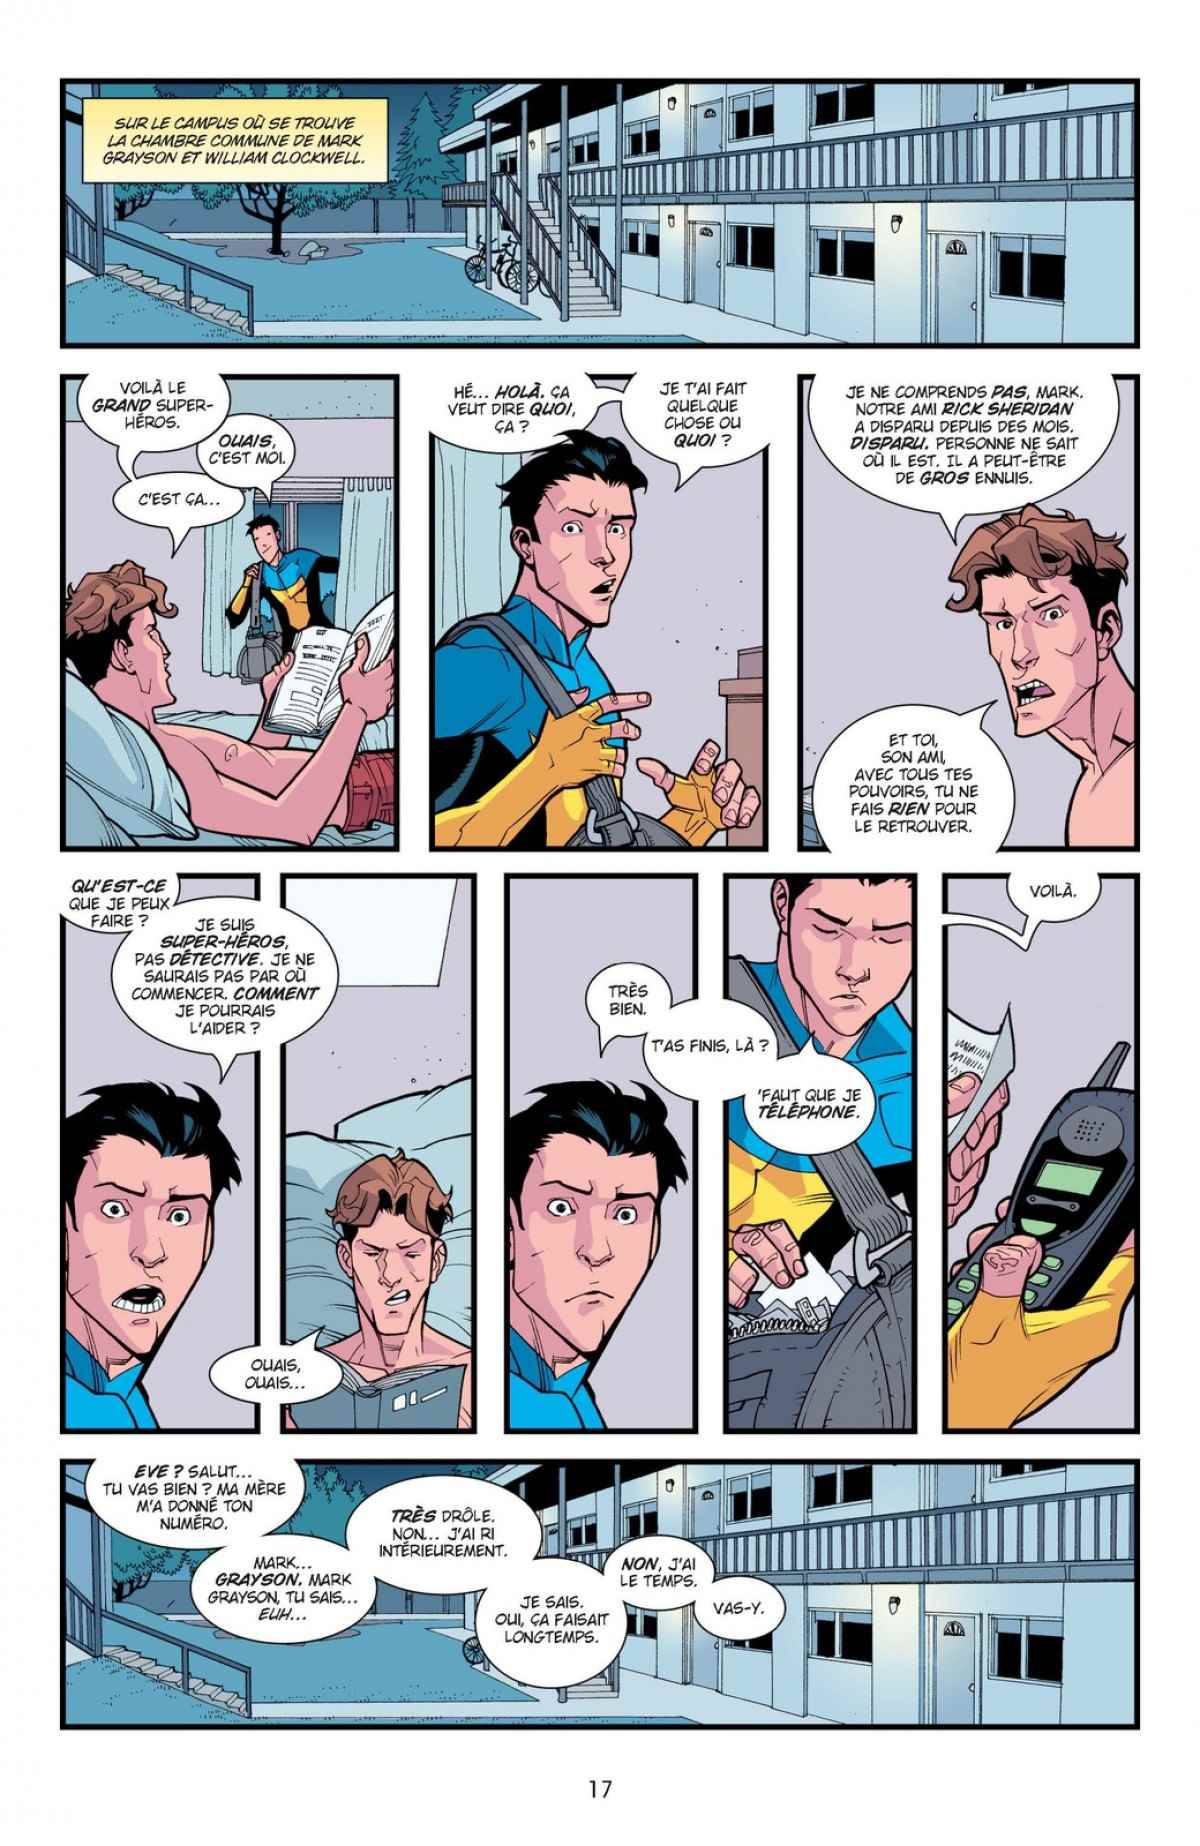 SUR LE CAMPUS OÙ SE TROUVE
LA CHAMBRE COMMUNE DE MARK
GRAYSON ET WILLIAM CLOCKWELL.
VOILÀ LE
GRAND SUPER-
HÉROS.
OUAIS,
C'EST MOI.
C'EST ÇA...
HÉ... HOLÀ. ÇA
VEUT DIRE QUOI,
ÇA ?
JE T'AI FAIT
QUELQUE
CHOSE OU
QUOI ?
JE NE COMPRENDS PAS, MARK.
NOTRE AMI RICK SHERIDAN
A DISPARU DEPUIS DES MOIS.
DISPARU. PERSONNE NE SAIT
OÙ IL EST. IL A PEUT-ÊTRE
DE GROS ENNUIS.
ET TOI,
SON AMI,
AVEC TOUS TES
POUVOIRS, TU NE
FAIS RIEN POUR
LE RETROUVER.
QU'EST-CE
QUE JE PEUX
FAIRE ?
JE SUIS
SUPER-HÉROS,
PAS DÉTECTIVE. JE NE
SAURAIS PAS PAR OÙ
COMMENCER. COMMENT
JE POURRAIS
L'AIDER ?
OUAIS,
OUAIS...
TRÈS
BIEN.
T'AS FINIS, LÀ ?
'FAUT QUE JE
TÉLÉPHONE.
VOILÀ.
EVE ? SALUT...
TU VAS BIEN ? MA MÈRE
M'A DONNÉ TON
NUMÉRO.
MARK...
GRAYSON. MARK
GRAYSON, TU SAIS...
EUH...
TRÈS DRÔLE.
NON... J'AI RI
INTÉRIEUREMENT.
JE SAIS.
OUI, ÇA FAISAIT
LONGTEMPS.
NON, J'AI
LE TEMPS.
VAS-Y.
17